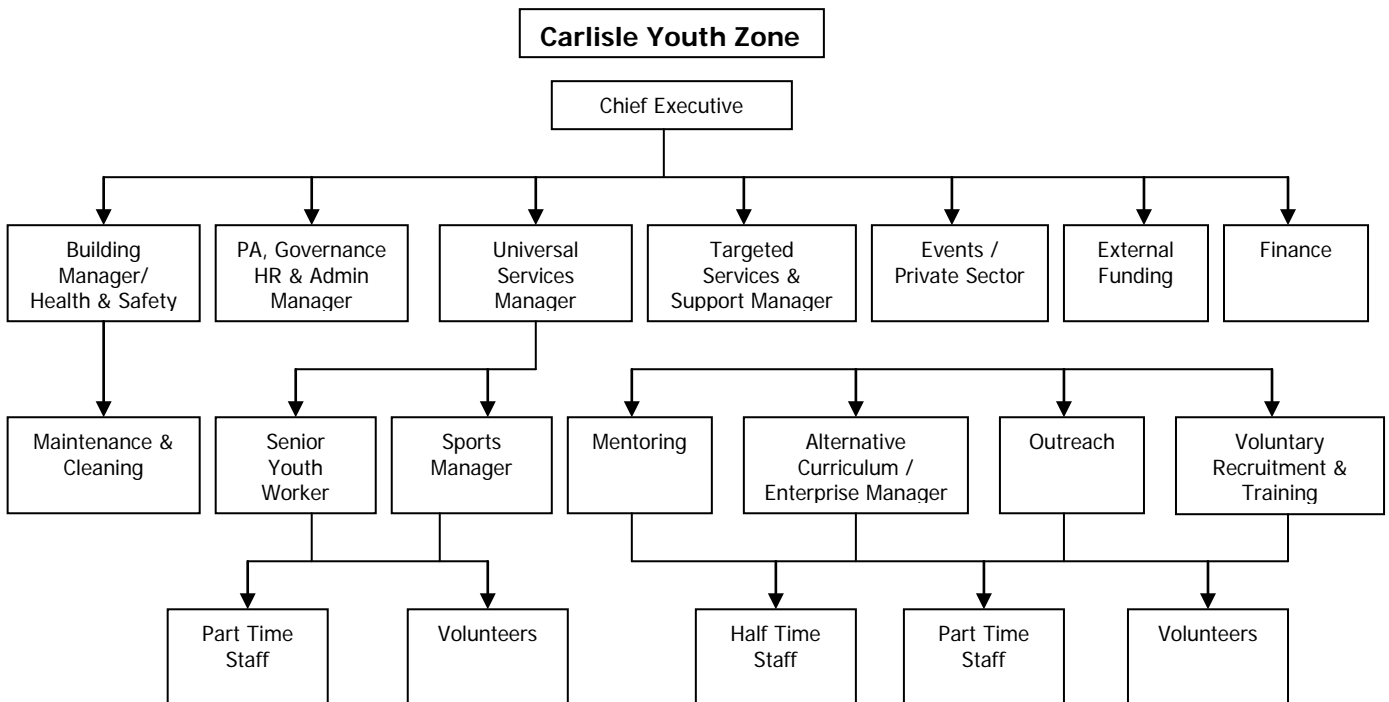 Carlisle Youth Zone
Chief Executive
Building
Manager/
Health & Safety
PA, Governance
HR & Admin
Manager
Universal
Services
Manager
Targeted
Services &
Support Manager
Events /
Private Sector
External
Funding
Finance
Maintenance &
Cleaning
Senior
Youth
Worker
Sports
Manager
Mentoring
Alternative
Curriculum /
Enterprise Manager
Outreach
Voluntary
Recruitment &
Training
Part Time
Staff
Volunteers
Half Time
Staff
Part Time
Staff
Volunteers